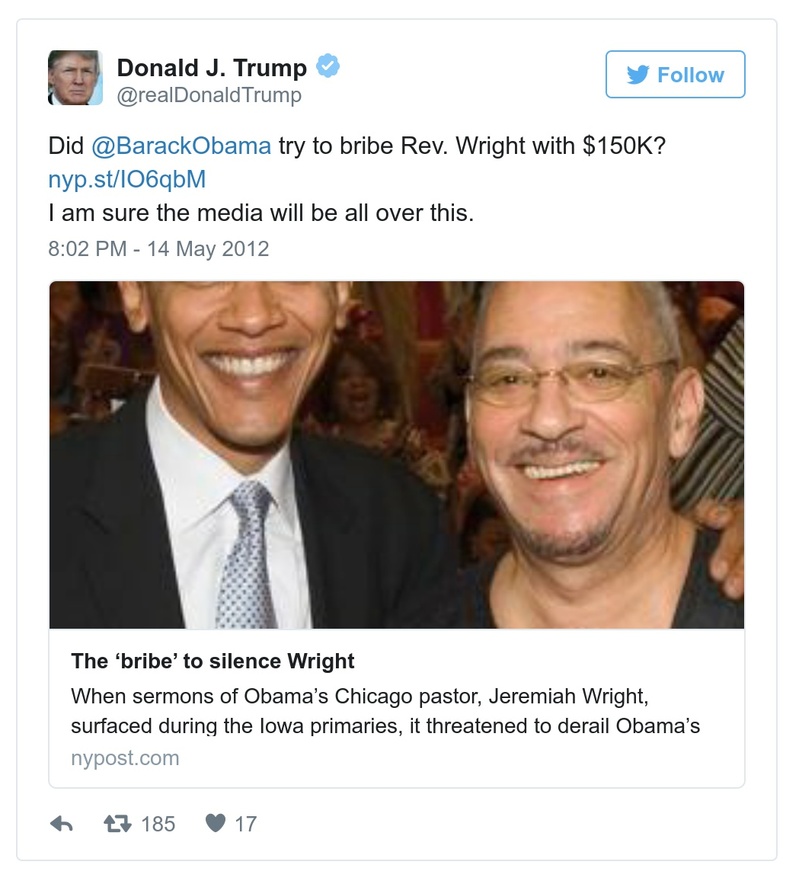 Donald J. Trump
@realDonaldTrump
Follow
Did @BarackObama try to bribe Rev. Wright with $150K?
nyp.st/IO6qbM
I am sure the media will be all over this.
8:02 PM - 14 May 2012
The ‘bribe’ to silence Wright
When sermons of Obama’s Chicago pastor, Jeremiah Wright,
surfaced during the Iowa primaries, it threatened to derail Obama’s
nypost.com
185 17